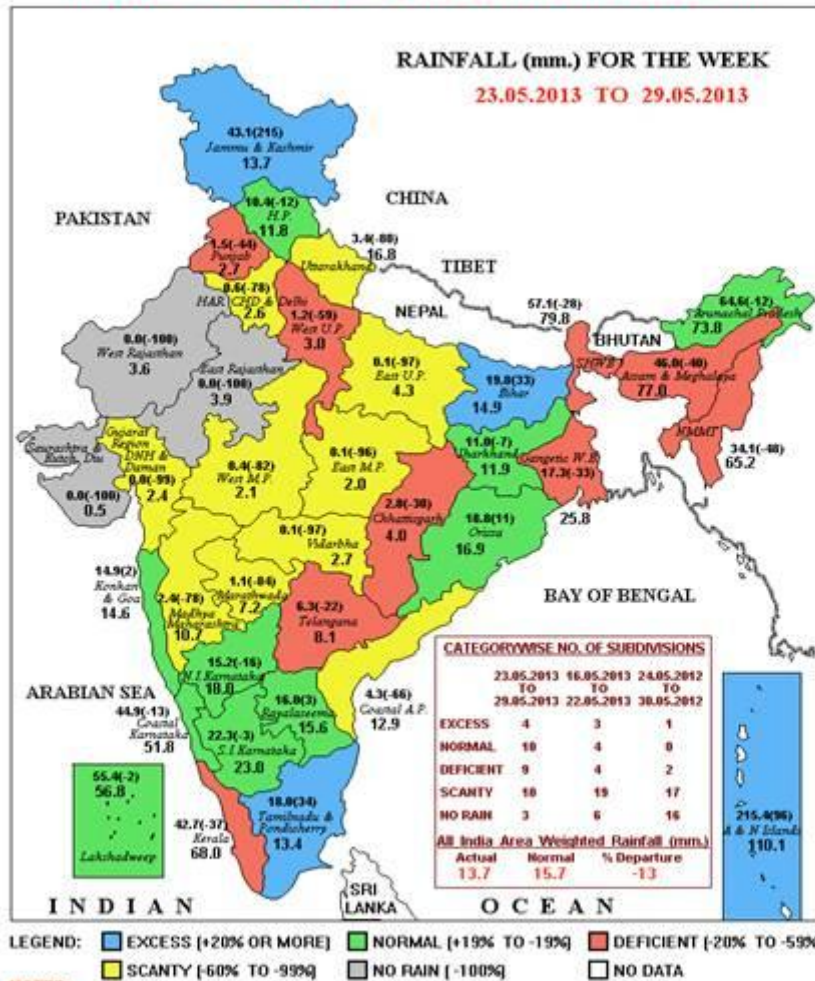 RAINFALL (mm.) FOR THE WEEK
23.05.2013 TO 29.05.2013
43.1(215)
Jammu & Kashmir
13.7
CHINA
10.4(-12)
H.P.
11.8
PAKISTAN
1.5(-44)
Punjab
2.7
3.4(-80)
16.8
Uttarakhand
TIBET
0.6(-78)
HAR CHD & Delhi
2.6
1.2(-59)
West U.P.
3.0
NEPAL
57.1(-28)
79.8
BHUTAN
SHWB
64.6(-12)
Arunachal Pradesh
73.8
46.0(-40)
Assam & Meghalaya
77.0
NMMT
34.1(-48)
65.2
0.0(-100)
West Rajasthan
3.6
East Rajasthan
0.0(-100)
3.9
0.1(-97)
East U.P.
4.3
19.8(33)
Bihar
14.9
Saurashtra &
Kutch, Diu
0.0(-100)
0.5
Gujarat
Region
DNH &
Daman
0.0(-99)
2.4
0.4(-82)
West M.P.
2.1
0.1(-96)
East M.P.
2.0
11.0(-7)
Jharkhand
11.9
Gangetic W.B
17.3(-33)
25.8
2.8(-30)
Chhattisgarh
4.0
18.8(11)
Orissa
16.9
0.1(-97)
Vidarbha
2.7
14.9(2)
Konkan
& Goa
14.6
2.4(-78)
Madhya
Maharashtra
10.7
1.1(-84)
Marathwada
7.2
6.3(-22)
Telangana
8.1
BAY OF BENGAL
15.2(-16)
N.I.Karnataka
18.0
ARABIAN SEA
44.9(-13)
Coastal
Karnataka
51.8
16.0(3)
Rayalaseema
15.6
4.3(-66)
Coastal A.P.
12.9
22.3(-3)
S.I.Karnataka
23.0
55.4(-2)
56.8
Lakshadweep
42.7(-37)
Kerala
68.0
18.0(34)
Tamilnadu &
Pondicherry
13.4
SRI
LANKA
CATEGORYWISE NO. OF SUBDIVISIONS
23.05.2013 16.05.2013 24.05.2012
TO TO TO
29.05.2013 22.05.2013 30.05.2012
EXCESS 4 3 1
NORMAL 10 4 0
DEFICIENT 9 4 2
SCANTY 10 19 17
NO RAIN 3 6 16
All India Area Weighted Rainfall (mm.)
Actual Normal % Departure
13.7 15.7 -13
215.4(96)
A & N Islands
110.1
INDIAN OCEAN
LEGEND: EXCESS [+20% OR MORE] NORMAL [+19% TO -19%] DEFICIENT [-20% TO -59%
SCANTY [-60% TO -99%] NO RAIN [-100%] NO DATA